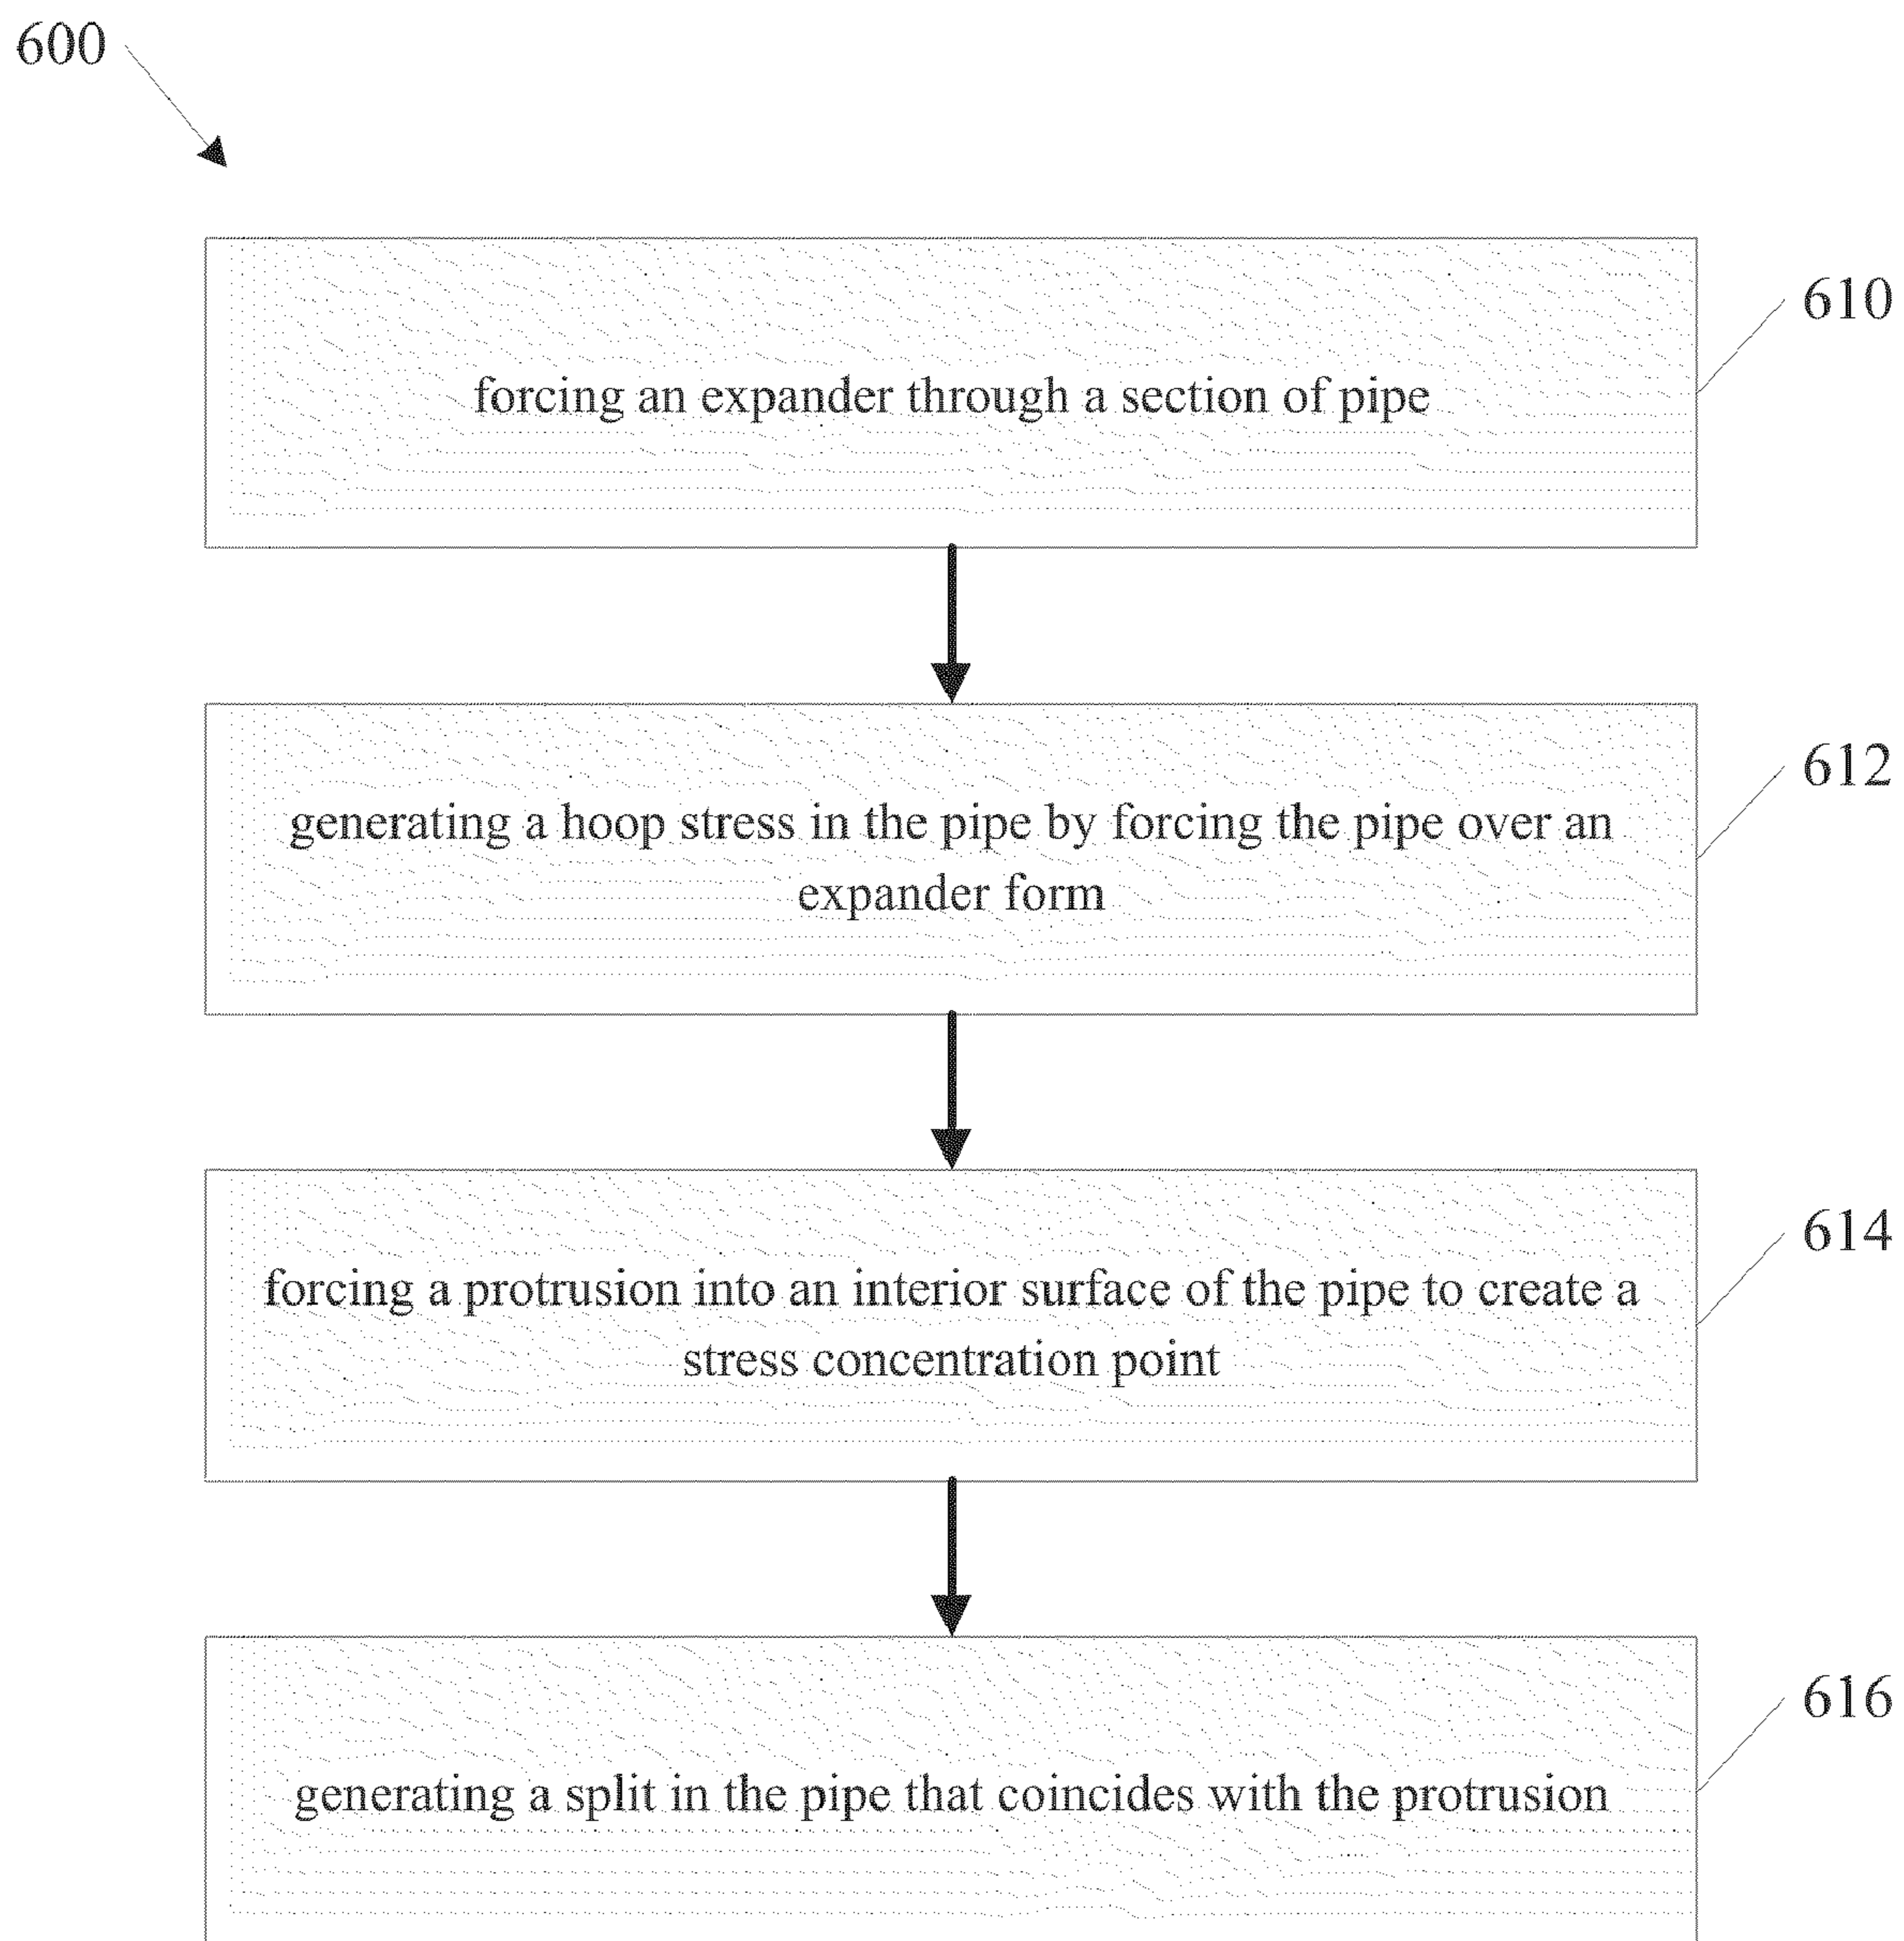 600
610
forcing an expander through a section of pipe
612
generating a hoop stress in the pipe by forcing the pipe over an
expander form
614
forcing a protrusion into an interior surface of the pipe to create a
stress concentration point
616
generating a split in the pipe that coincides with the protrusion